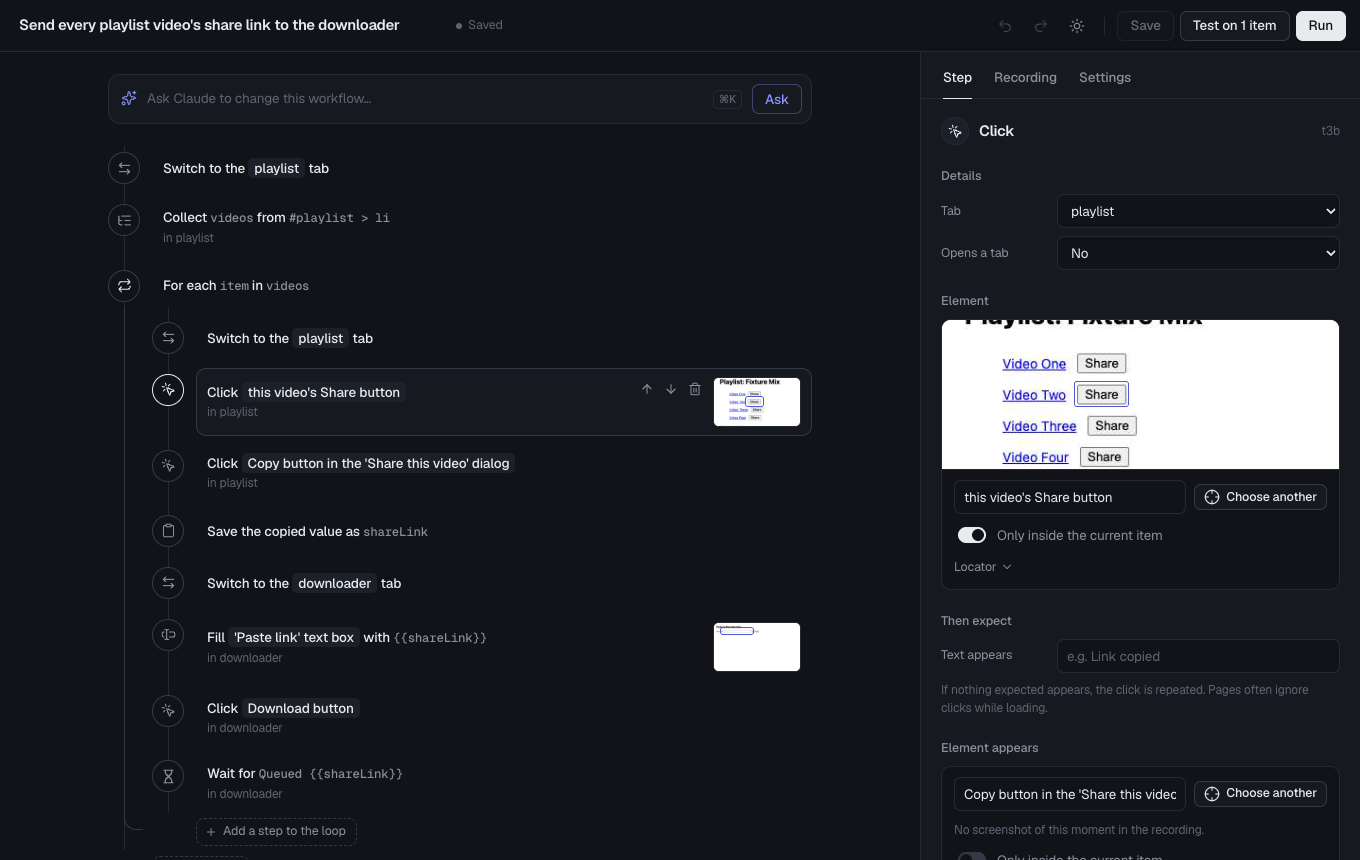 Send every playlist video's share link to the downloader
Saved
Save
Test on 1 item
Run
Ask Claude to change this workflow...
⌘K
Ask
Switch to the playlist tab
Collect videos from #playlist > li
in playlist
For each item in videos
Switch to the playlist tab
Click this video's Share button
in playlist
Playlist: Fixture Mix
Click Copy button in the 'Share this video' dialog
in playlist
Save the copied value as shareLink
Switch to the downloader tab
Fill 'Paste link' text box with {{shareLink}}
in downloader
Click Download button
in downloader
Wait for Queued {{shareLink}}
in downloader
+ Add a step to the loop
Step
Recording
Settings
Click
t3b
Details
Tab
playlist
Opens a tab
No
Element
Playlist: Fixture Mix
Video One Share
Video Two Share
Video Three Share
Video Four Share
this video's Share button
Choose another
Only inside the current item
Locator
Then expect
Text appears
e.g. Link copied
If nothing expected appears, the click is repeated. Pages often ignore
clicks while loading.
Element appears
Copy button in the 'Share this videc
Choose another
No screenshot of this moment in the recording.
Only inside the current item